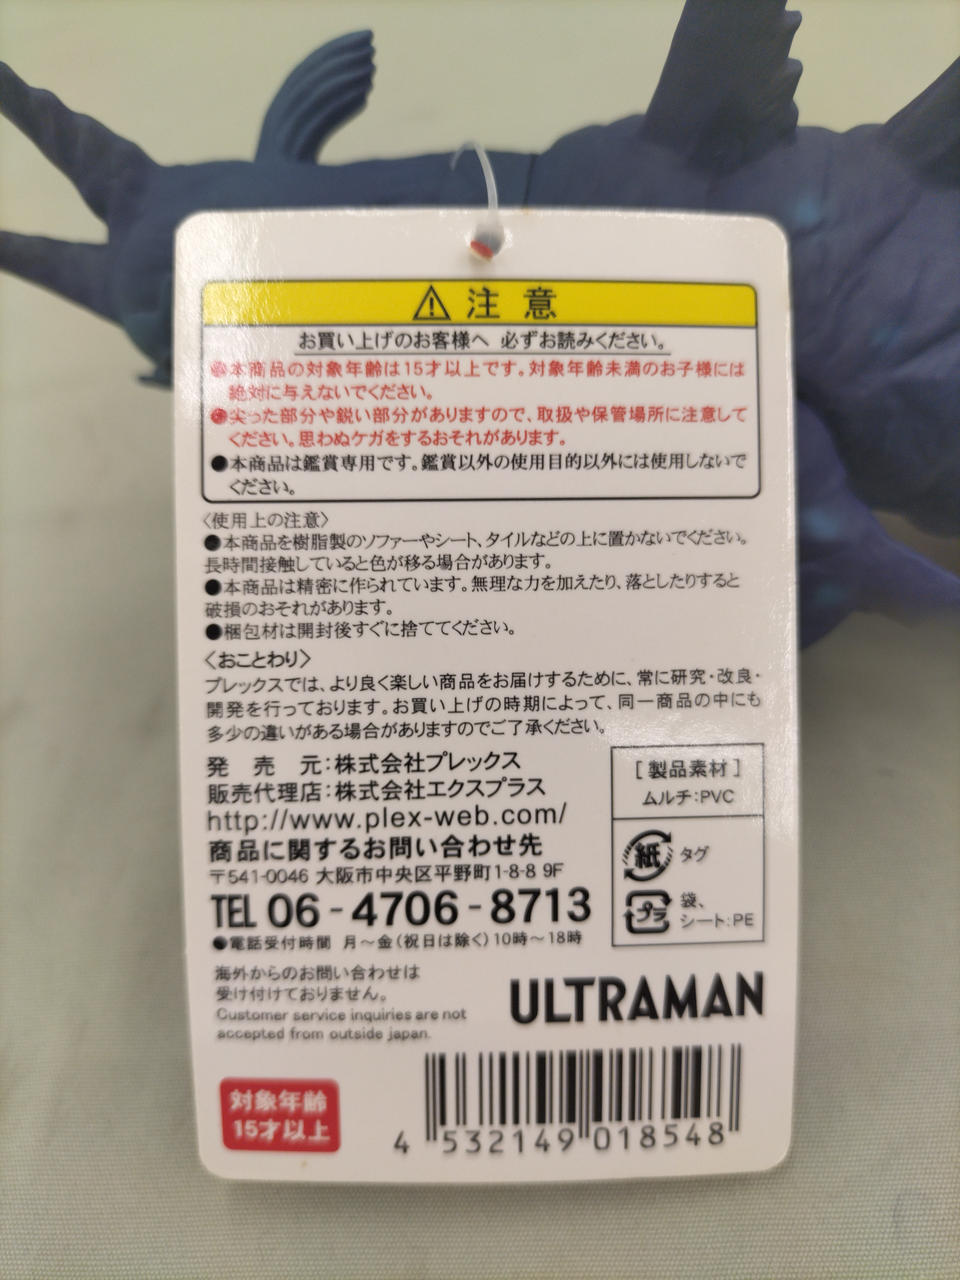 ⚠注意
お買い上げのお客様へ 必ずお読みください。
●本商品の対象年齢は15才以上です。対象年齢未満のお子様には
絶対に与えないでください。
●尖った部分や鋭い部分がありますので、取扱や保管場所に注意して
ください。思わぬケガをするおそれがあります。
●本商品は鑑賞専用です。鑑賞以外の使用目的以外には使用しないで
ください。
〈使用上の注意〉
●本商品を樹脂製のソファーやシート、タイルなどの上に置かないでください。
長時間接触していると色が移る場合があります。
●本商品は精密に作られています。無理な力を加えたり、落としたりすると
破損のおそれがあります。
●梱包材は開封後すぐに捨ててください。
〈おことわり〉
プレックスでは、より良く楽しい商品をお届けするために、常に研究・改良・
開発を行っております。お買い上げの時期によって、同一商品の中にも
多少の違いがある場合がありますのでご了承ください。
発売元:株式会社プレックス
販売代理店:株式会社エクスプラス
http://www.plex-web.com/
商品に関するお問い合わせ先
〒541-0046 大阪市中央区平野町1-8-8 9F
TEL 06-4706-8713
●電話受付時間 月～金(祝日は除く)10時～18時
[製品素材]
ムルチ:PVC
紙 タグ
プラ 袋、
シート:PE
海外からのお問い合わせは
受け付けておりません。
Customer service inquiries are not
accepted from outside japan.
ULTRAMAN
対象年齢
15才以上
4 532149 018548